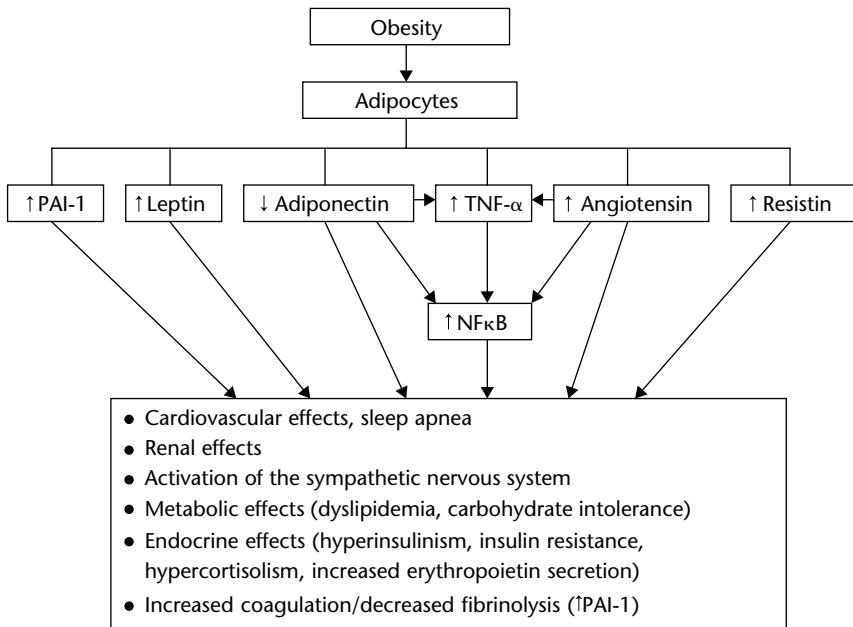 Obesity
Adipocytes
↑PAI-1
↑Leptin
↓ Adiponectin
↑ TNF-α
↑ Angiotensin
↑ Resistin
↑NFκB
● Cardiovascular effects, sleep apnea
● Renal effects
● Activation of the sympathetic nervous system
● Metabolic effects (dyslipidemia, carbohydrate intolerance)
● Endocrine effects (hyperinsulinism, insulin resistance,
hypercortisolism, increased erythropoietin secretion)
● Increased coagulation/decreased fibrinolysis (↑PAI-1)